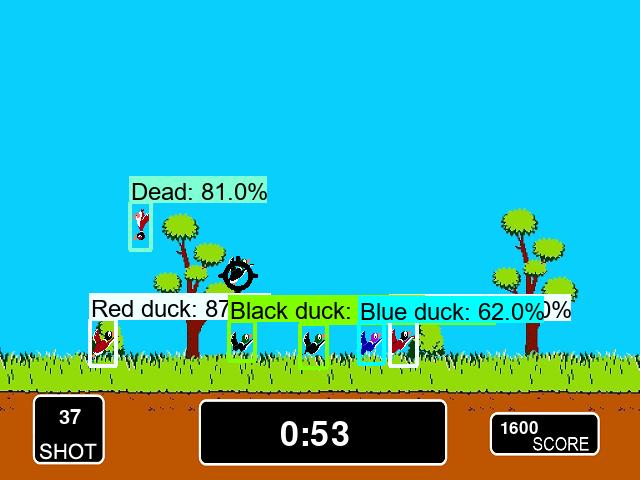 Dead: 81.0%
Red duck: 87
Black duck:
Blue duck: 62.0%
0%
37
SHOT
0:53
1600
SCORE